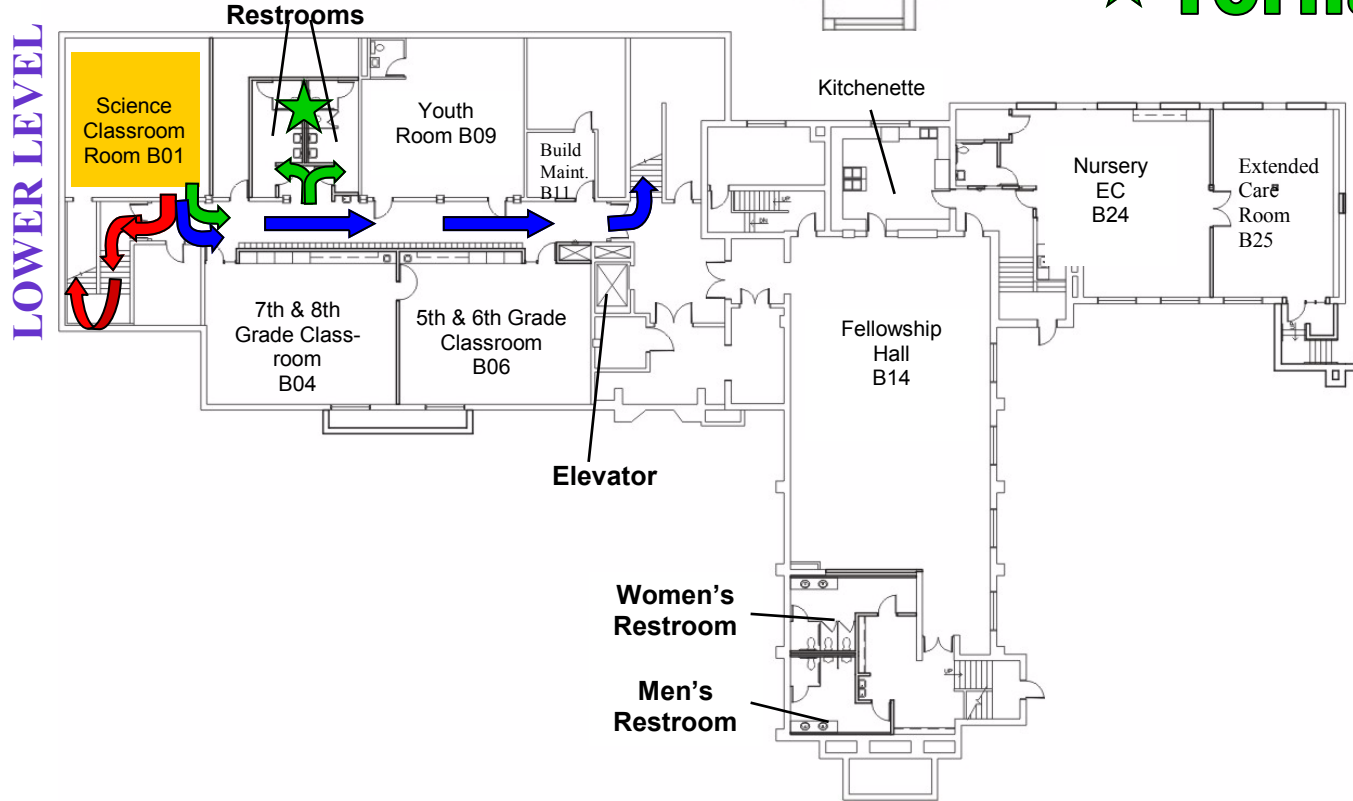 Restrooms
LOWER LEVEL
Science
Classroom
Room B01
Youth
Room B09
Build
Maint.
B11
Kitchenette
Nursery
EC
B24
Extended
Care
Room
B25
UP
DN
7th & 8th
Grade Class-
room
B04
5th & 6th Grade
Classroom
B06
Fellowship
Hall
B14
Elevator
Women's
Restroom
Men's
Restroom
UP